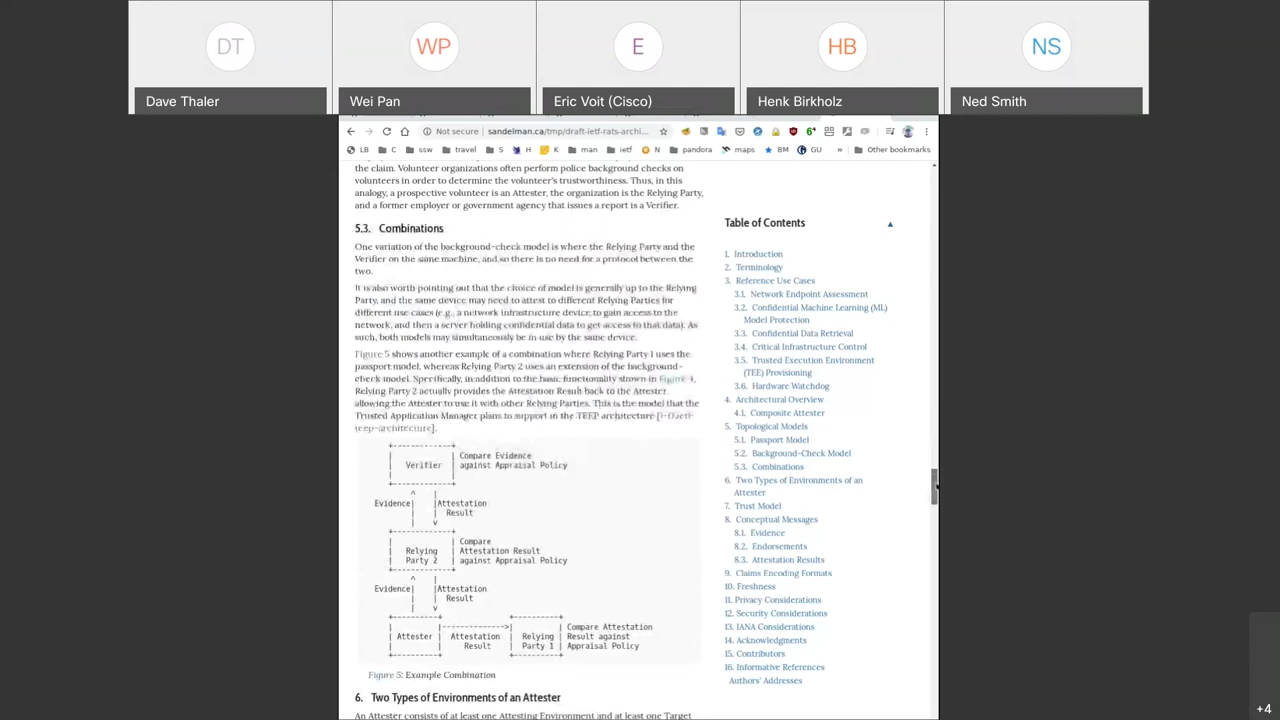 DT
WP
E
HB
NS
Dave Thaler
Wei Pan
Eric Voit (Cisco)
Henk Birkholz
Ned Smith
Not secure | sandelman.ca/tmp/draft-ietf-rats-archi...
LB C ssw travel S H K man ietf N pandora maps BM GU » Other bookmarks
the claim. Volunteer organizations often perform police background checks on
volunteers in order to determine the volunteer's trustworthiness. Thus, in this
analogy, a prospective volunteer is an Attester, the organization is the Relying Party,
and a former employer or government agency that issues a report is a Verifier.
5.3. Combinations
One variation of the background-check model is where the Relying Party and the
Verifier on the same machine, and so there is no need for a protocol between the
two.
It is also worth pointing out that the choice of model is generally up to the Relying
Party, and the same device may need to attest to different Relying Parties for
different use cases (e.g., a network infrastructure device to gain access to the
network, and then a server holding confidential data to get access to that data). As
such, both models may simultaneously be in use by the same device.
Figure 5 shows another example of a combination where Relying Party 1 uses the
passport model, whereas Relying Party 2 uses an extension of the background-
check model. Specifically, in addition to the basic functionality shown in Figure 4,
Relying Party 2 actually provides the Attestation Result back to the Attester,
allowing the Attester to use it with other Relying Parties. This is the model that the
Trusted Application Manager plans to support in the TEEP architecture [I-D.ietf-
teep-architecture].
Compare Evidence
Verifier | against Appraisal Policy
Evidence | Attestation
Result
Compare
Relying | Attestation Result
Party 2 | against Appraisal Policy
Evidence | Attestation
Result
Compare Attestation
Attester | Attestation | Relying | Result against
Result | Party 1 | Appraisal Policy
Figure 5: Example Combination
6. Two Types of Environments of an Attester
An Attester consists of at least one Attesting Environment and at least one Target
Table of Contents
1. Introduction
2. Terminology
3. Reference Use Cases
3.1. Network Endpoint Assessment
3.2. Confidential Machine Learning (ML)
Model Protection
3.3. Confidential Data Retrieval
3.4. Critical Infrastructure Control
3.5. Trusted Execution Environment
(TEE) Provisioning
3.6. Hardware Watchdog
4. Architectural Overview
4.1. Composite Attester
5. Topological Models
5.1. Passport Model
5.2. Background-Check Model
5.3. Combinations
6. Two Types of Environments of an
Attester
7. Trust Model
8. Conceptual Messages
8.1. Evidence
8.2. Endorsements
8.3. Attestation Results
9. Claims Encoding Formats
10. Freshness
11. Privacy Considerations
12. Security Considerations
13. IANA Considerations
14. Acknowledgments
15. Contributors
16. Informative References
Authors' Addresses
+4